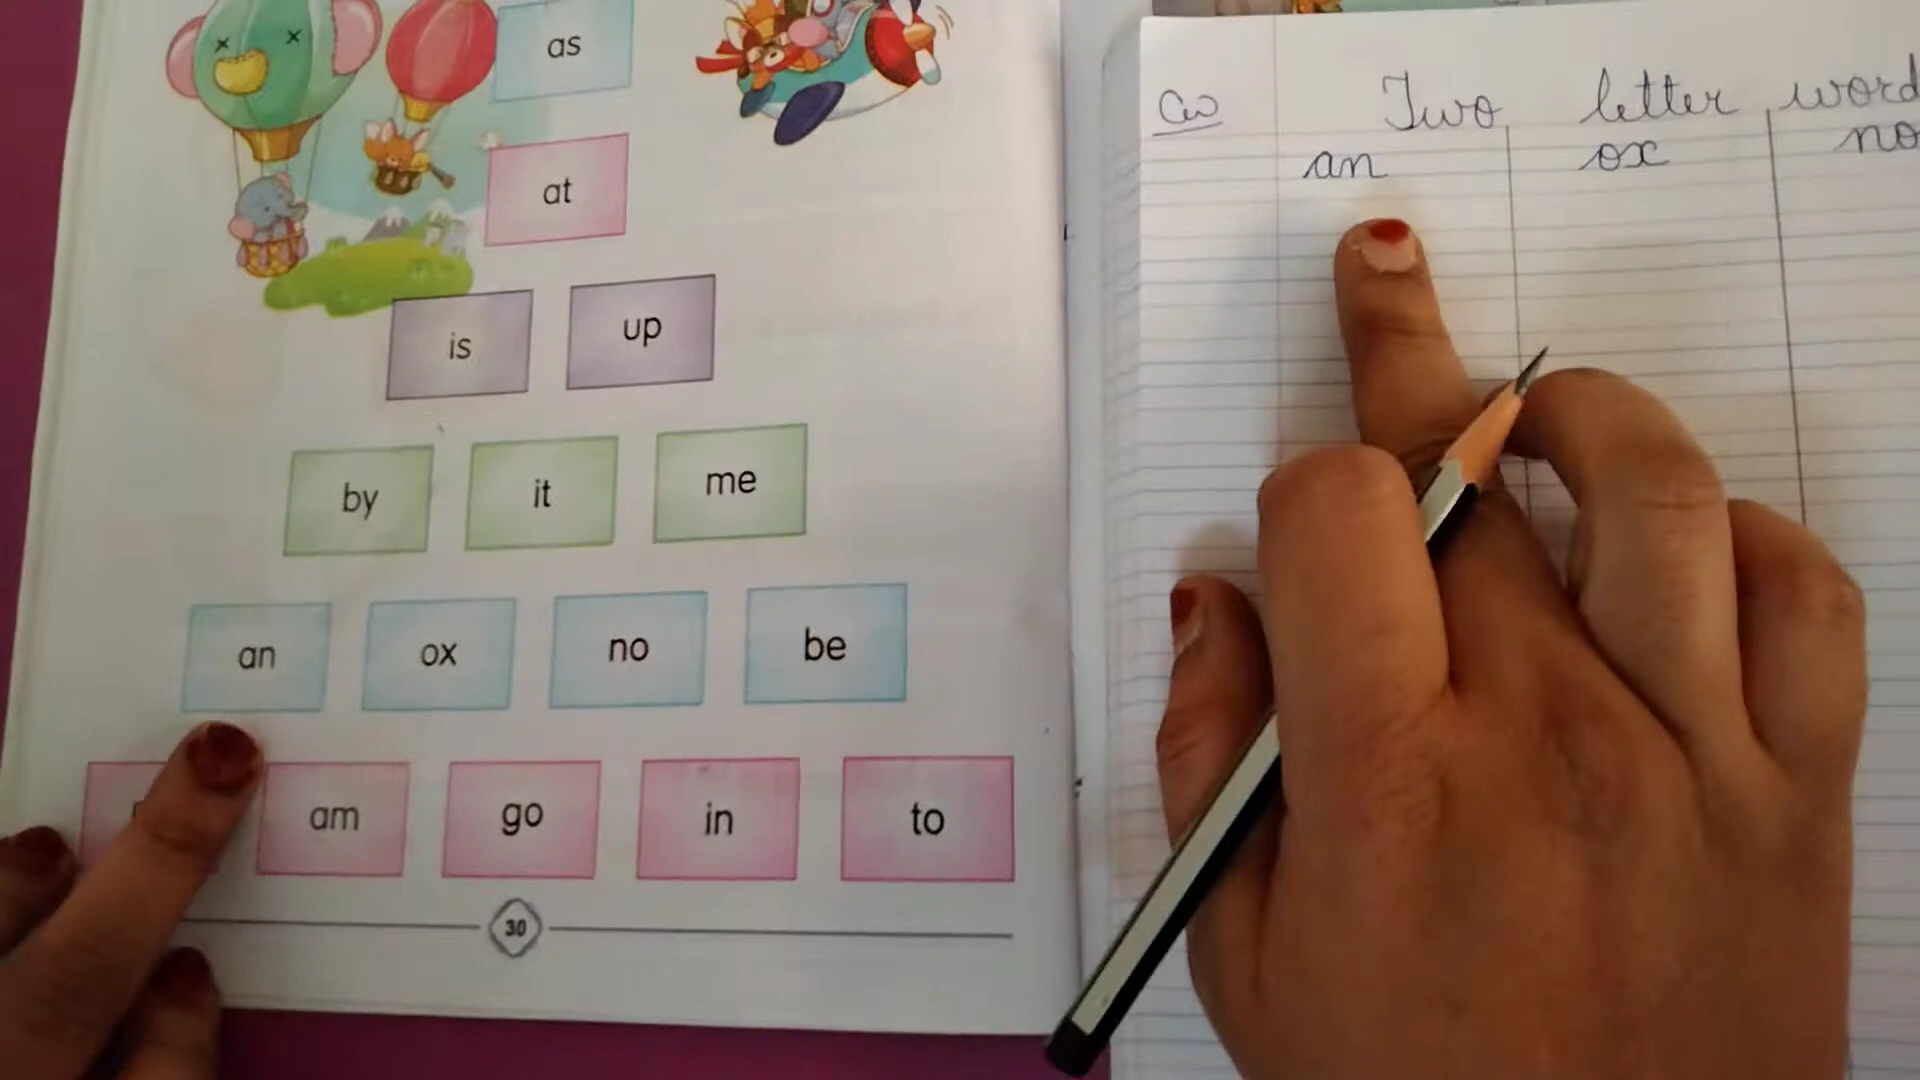 as
at
is up
by it me
an ox no be
am go in to
30
CW Two letter word
an ox no